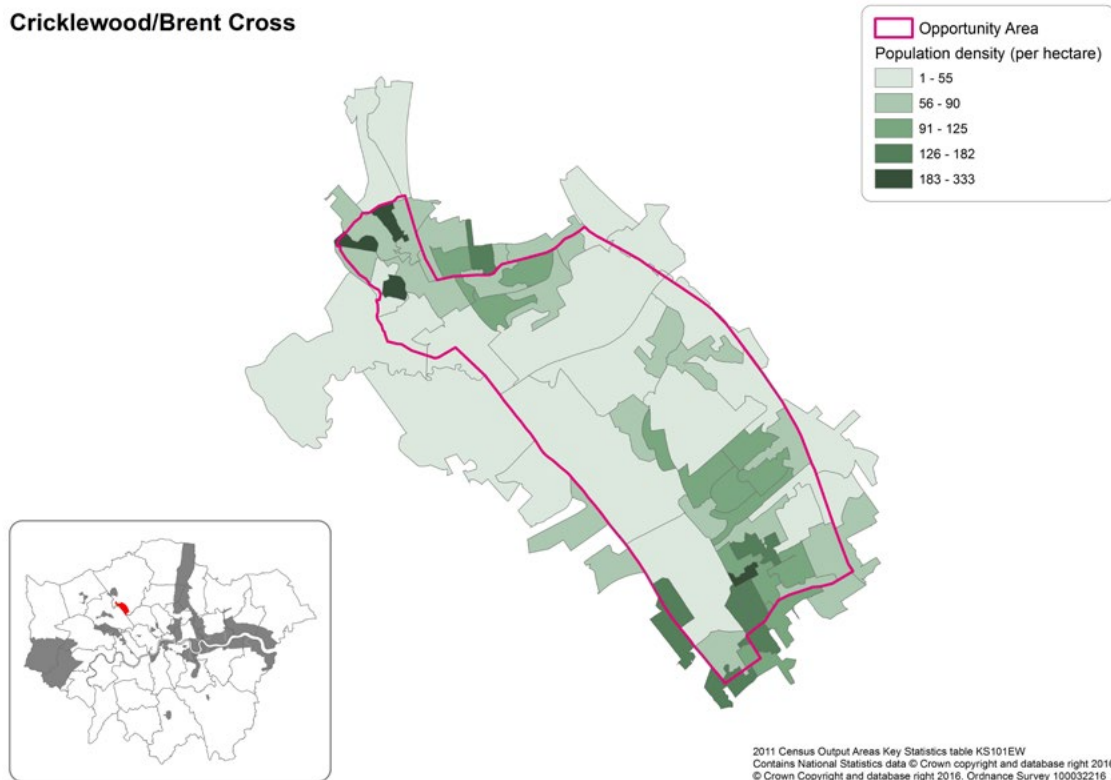 Cricklewood/Brent Cross
Opportunity Area
Population density (per hectare)
1 - 55
56 - 90
91 - 125
126 - 182
183 - 333
2011 Census Output Areas Key Statistics table KS101EW
Contains National Statistics data © Crown copyright and database right 2016
© Crown Copyright and database right 2016. Ordnance Survey 100032216